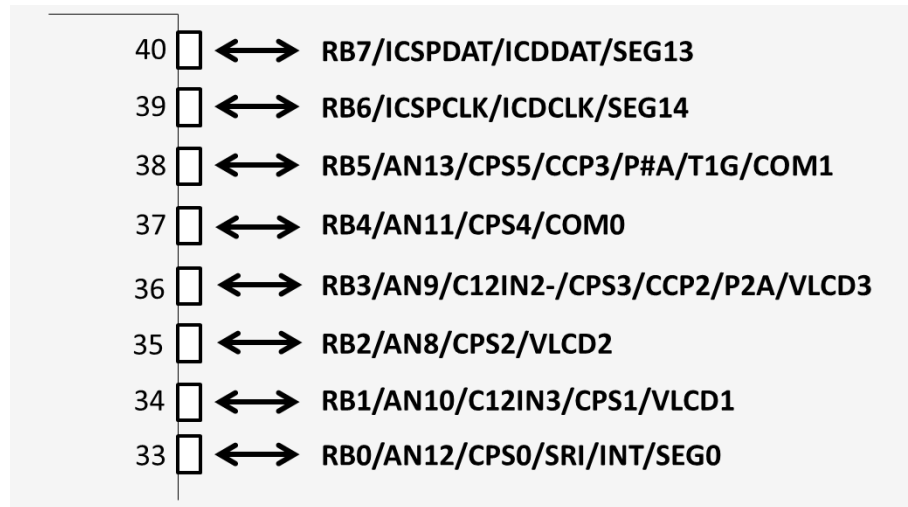 40 RB7/ICSPDAT/ICDDAT/SEG13
39 RB6/ICSPCLK/ICDCLK/SEG14
38 RB5/AN13/CPS5/CCP3/P#A/T1G/COM1
37 RB4/AN11/CPS4/COM0
36 RB3/AN9/C12IN2-/CPS3/CCP2/P2A/VLCD3
35 RB2/AN8/CPS2/VLCD2
34 RB1/AN10/C12IN3/CPS1/VLCD1
33 RB0/AN12/CPS0/SRI/INT/SEG0